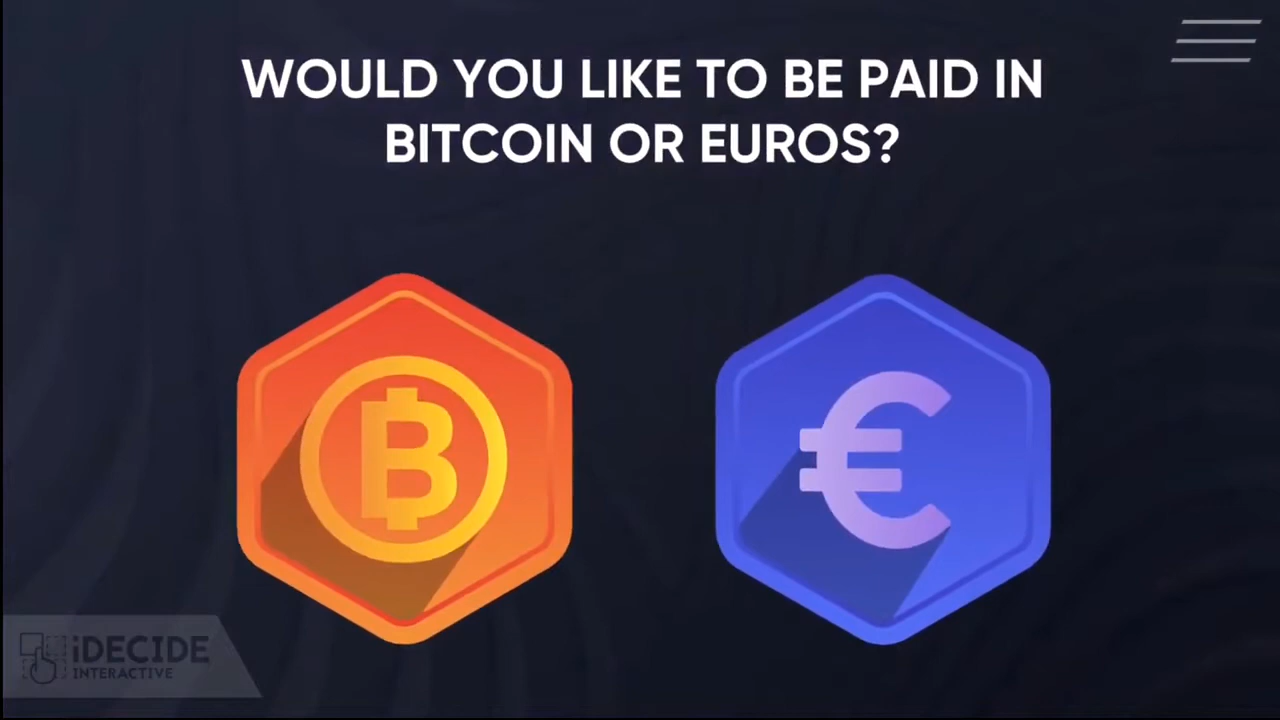 WOULD YOU LIKE TO BE PAID IN
BITCOIN OR EUROS?
iDECIDE
INTERACTIVE